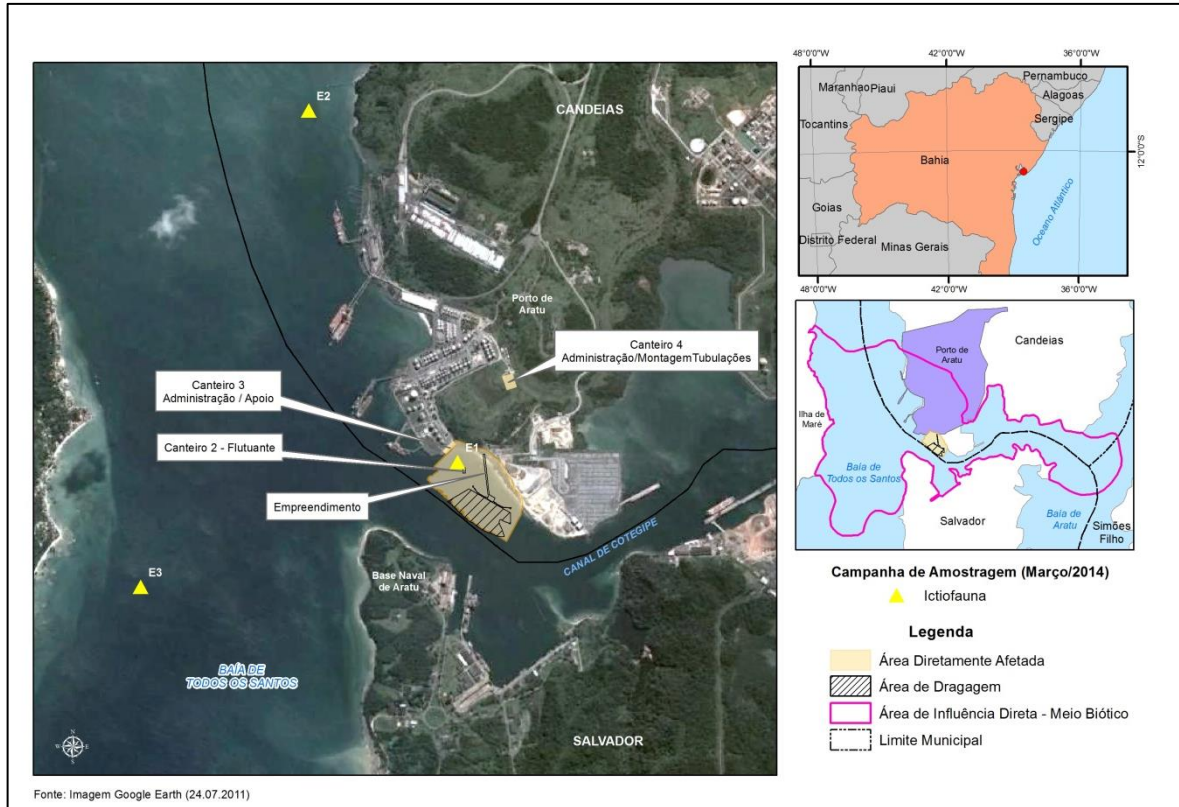 E2
CANDEIAS
Porto de
Aratu
Canteiro 4
Administração/MontagemTubulações
Canteiro 3
Administração / Apoio
Canteiro 2 - Flutuante
E1
Empreendimento
CANAL DE COTEGIPE
E3
Base Naval
de Aratu
BAÍA DE
TODOS OS SANTOS
SALVADOR
N
W
E
S
Fonte: Imagem Google Earth (24.07.2011)
48°0'0"W
42°0'0"W
36°0'0"W
Pernambuco
Maranhao
Piaui
Alagoas
Sergipe
Tocantins
12°0'0"S
Bahia
Goias
Oceano Atlântico
Distrito Federal
Minas Gerais
48°0'0"W
42°0'0"W
36°0'0"W
Porto de
Aratu
Candeias
Ilha de
Maré
Baía de
Todos os Santos
Salvador
Baía de
Aratu
Simões
Filho
Campanha de Amostragem (Março/2014)
Ictiofauna
Legenda
Área Diretamente Afetada
Área de Dragagem
Área de Influência Direta - Meio Biótico
Limite Municipal